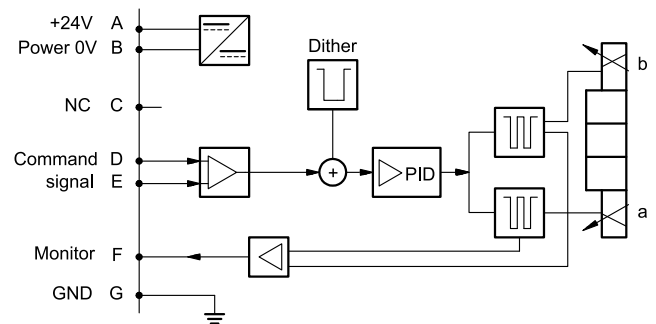 +24V A
Power 0V B
Dither
b
NC C
Command D
signal E
+
PID
a
Monitor F
GND G